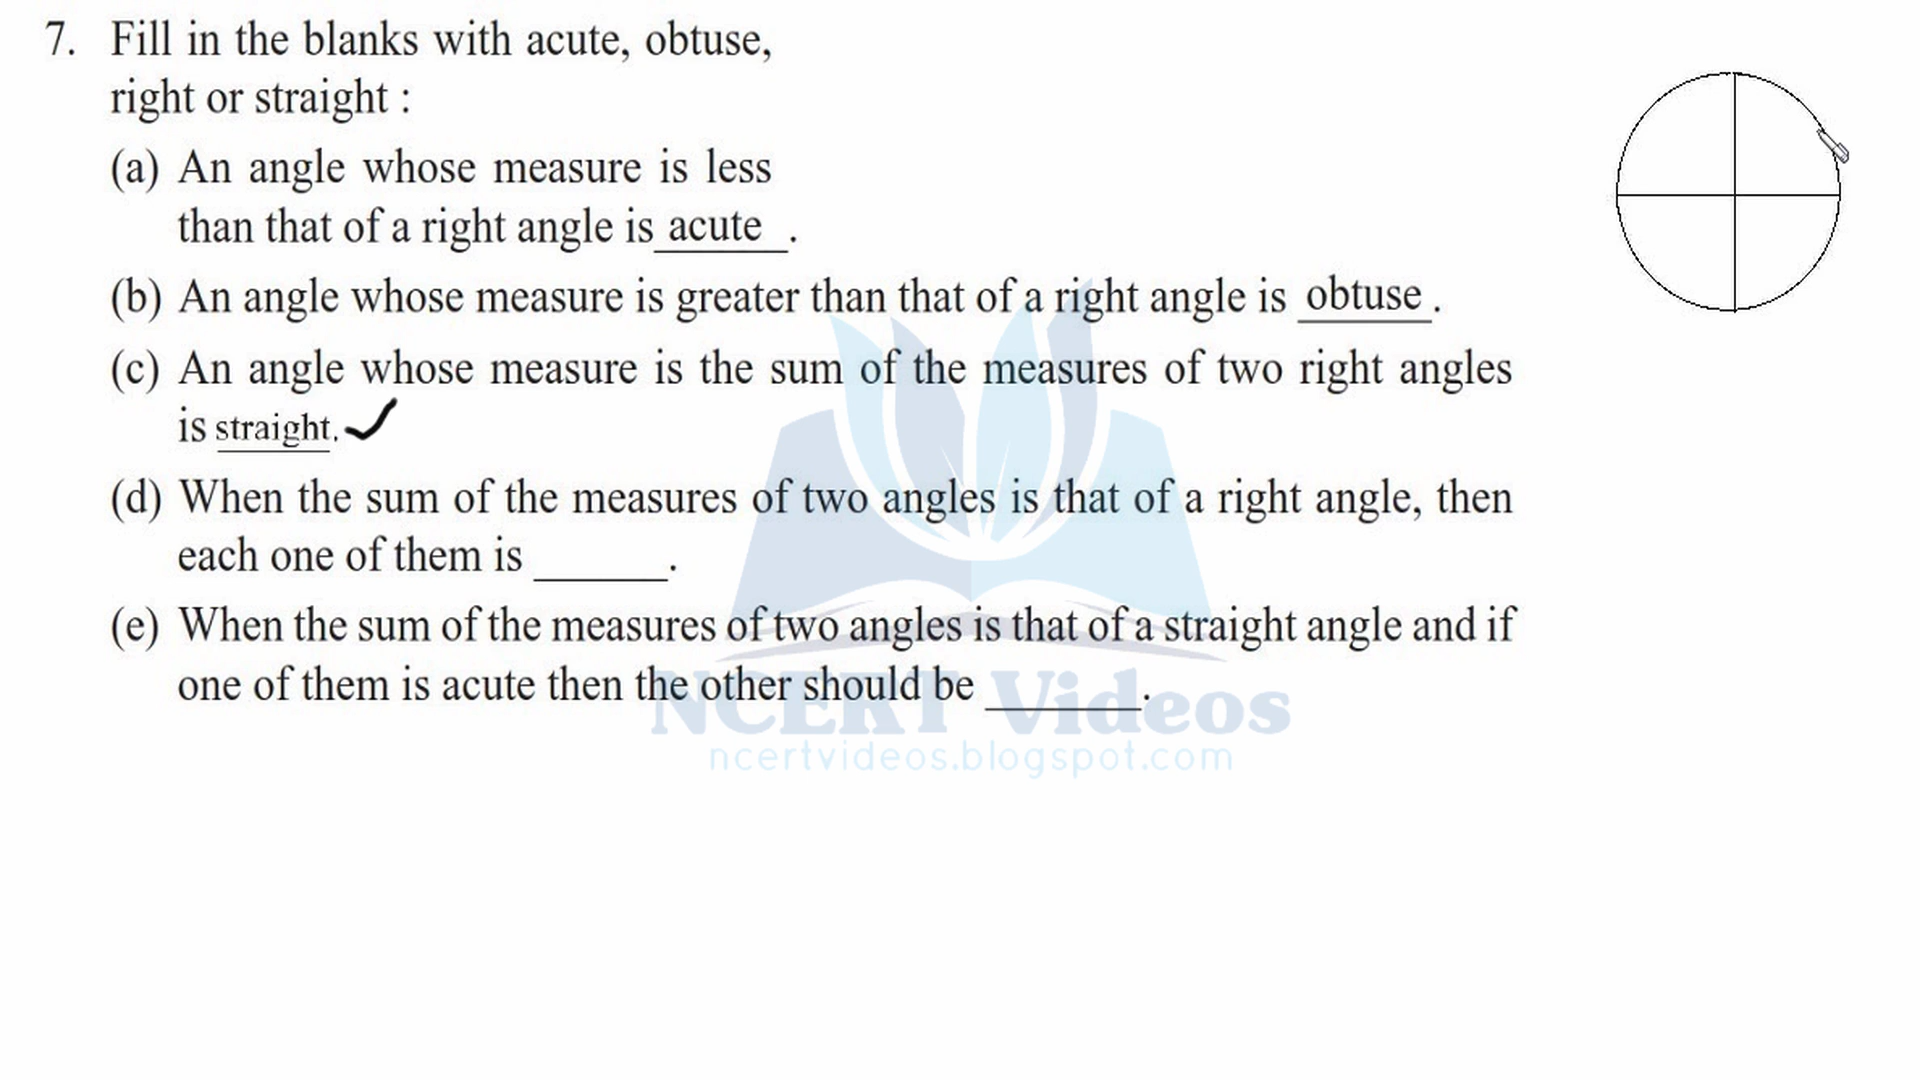 7. Fill in the blanks with acute, obtuse,
right or straight :
(a) An angle whose measure is less
than that of a right angle is acute .
(b) An angle whose measure is greater than that of a right angle is obtuse .
(c) An angle whose measure is the sum of the measures of two right angles
is straight.
(d) When the sum of the measures of two angles is that of a right angle, then
each one of them is ______.
(e) When the sum of the measures of two angles is that of a straight angle and if
one of them is acute then the other should be ______.
NCERT Videos
ncertvideos.blogspot.com